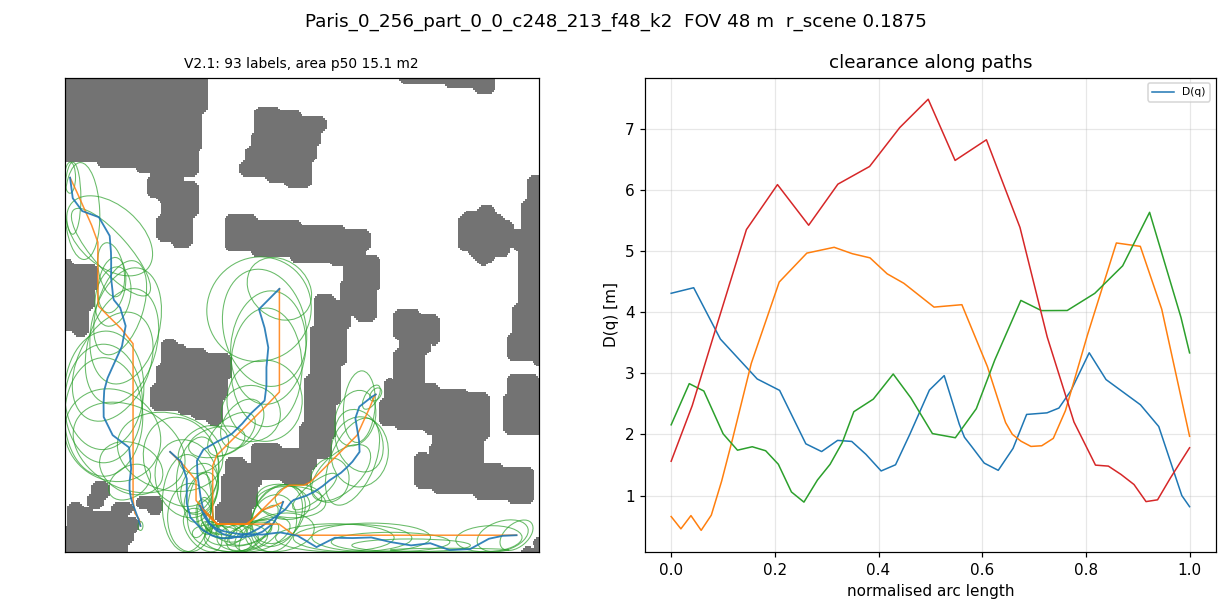 Paris_0_256_part_0_0_c248_213_f48_k2  FOV 48 m  r_scene 0.1875
V2.1: 93 labels, area p50 15.1 m2
clearance along paths
D(q)
D(q) [m]
7
6
5
4
3
2
1
0.0 0.2 0.4 0.6 0.8 1.0
normalised arc length